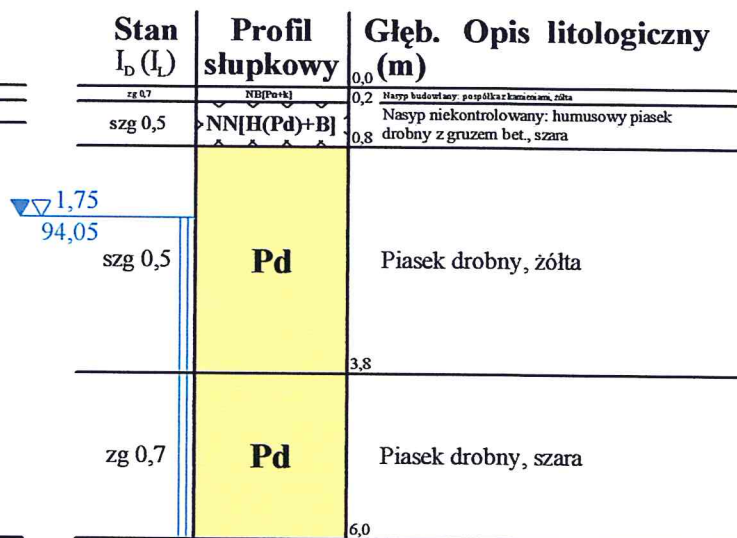 Stan Profil Głęb. Opis litologiczny
I_D (I_L) słupkowy (m)
0,0
zg 0,7 NB[Po+k] 0,2 Nasyp budowlany: pospółka z kamieniami, żółta
szg 0,5 NN[H(Pd)+B] Nasyp niekontrolowany: humusowy piasek
0,8 drobny z gruzem bet., szara
1,75
94,05
szg 0,5 Pd Piasek drobny, żółta
3,8
zg 0,7 Pd Piasek drobny, szara
6,0